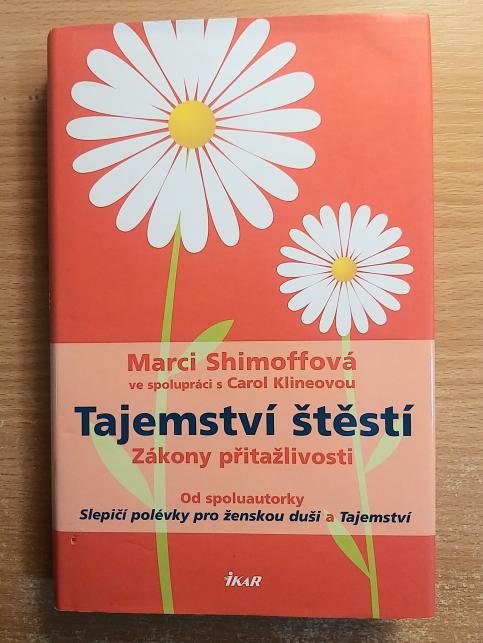 Marci Shimoffová
ve spolupráci s Carol Klineovou
Tajemství štěstí
Zákony přitažlivosti
Od spoluautorky
Slepičí polévky pro ženskou duši a Tajemství
iKAR